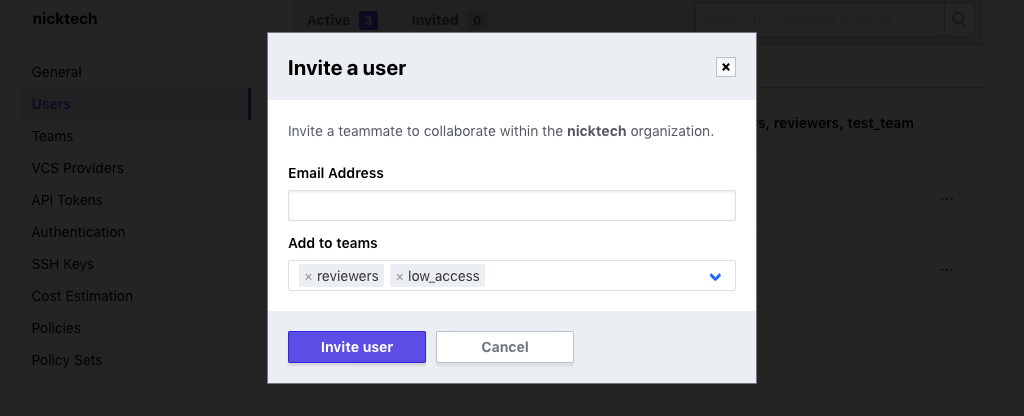 nicktech
Active 3 Invited 0
Search by username or email
Invite a user
General
Users
Teams
VCS Providers
API Tokens
Authentication
SSH Keys
Cost Estimation
Policies
Policy Sets
Invite a teammate to collaborate within the nicktech organization.
s, reviewers, test_team
Email Address
Add to teams
× reviewers × low_access
Invite user Cancel